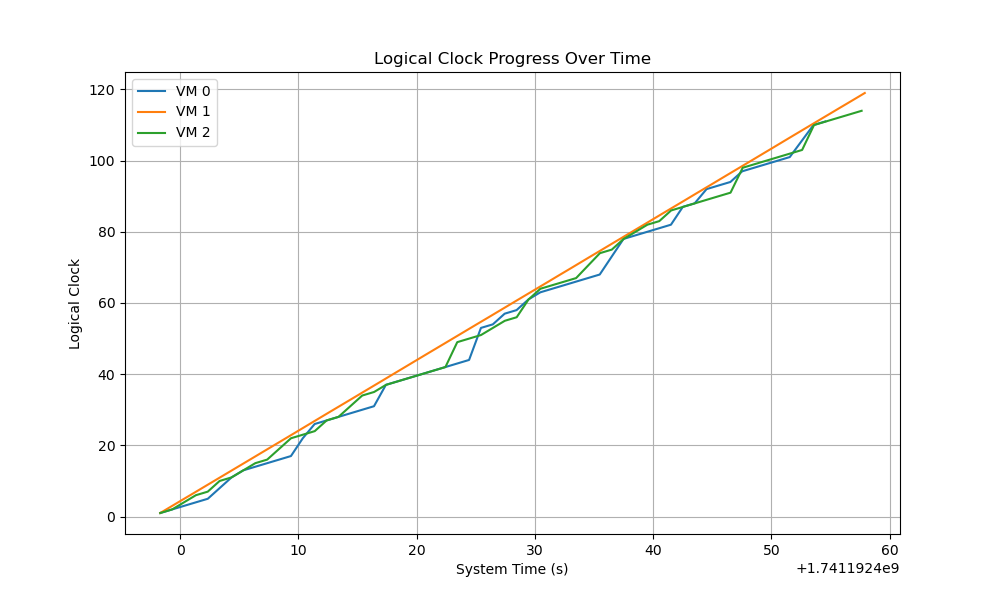 Logical Clock Progress Over Time
VM 0
VM 1
VM 2
120
100
80
60
40
20
0
Logical Clock
0 10 20 30 40 50 60
System Time (s)
+1.7411924e9